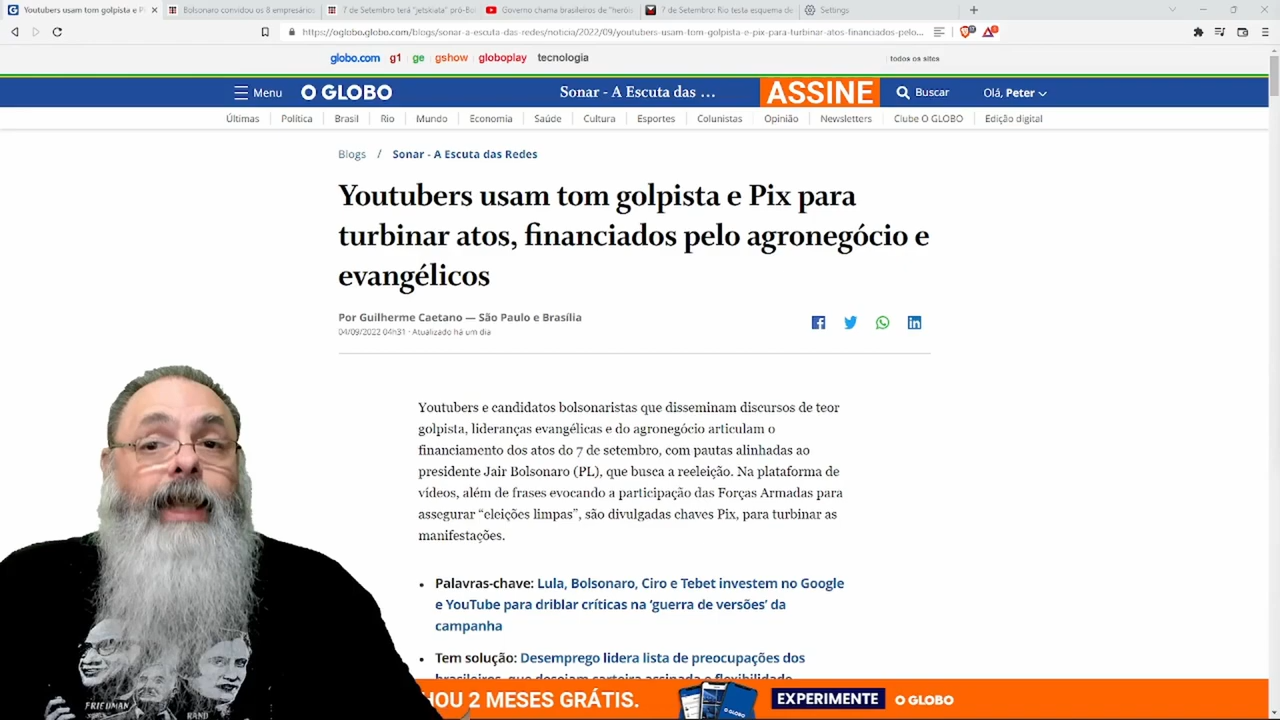 Youtubers usam tom golpista e Pi
Bolsonaro convidou os 8 empresários
7 de Setembro terá "jetskiata" pró-Bo
Governo chama brasileiros de "heróis
7 de Setembro: Rio testa esquema de
Settings
https://oglobo.globo.com/blogs/sonar-a-escuta-das-redes/noticia/2022/09/youtubers-usam-tom-golpista-e-pix-para-turbinar-atos-financiados-pelo...
globo.com g1 ge gshow globoplay tecnologia todos os sites
Menu O GLOBO Sonar - A Escuta das ... ASSINE Buscar Olá, Peter
Últimas Política Brasil Rio Mundo Economia Saúde Cultura Esportes Colunistas Opinião Newsletters Clube O GLOBO Edição digital
Blogs / Sonar - A Escuta das Redes
Youtubers usam tom golpista e Pix para
turbinar atos, financiados pelo agronegócio e
evangélicos
Por Guilherme Caetano — São Paulo e Brasília
04/09/2022 04h31 · Atualizado há um dia
Youtubers e candidatos bolsonaristas que disseminam discursos de teor
golpista, lideranças evangélicas e do agronegócio articulam o
financiamento dos atos do 7 de setembro, com pautas alinhadas ao
presidente Jair Bolsonaro (PL), que busca a reeleição. Na plataforma de
vídeos, além de frases evocando a participação das Forças Armadas para
assegurar “eleições limpas”, são divulgadas chaves Pix, para turbinar as
manifestações.
• Palavras-chave: Lula, Bolsonaro, Ciro e Tebet investem no Google
e YouTube para driblar críticas na ‘guerra de versões’ da
campanha
• Tem solução: Desemprego lidera lista de preocupações dos
brasileiros, que desejam carteira assinada e flexibilidade
HOU 2 MESES GRÁTIS. EXPERIMENTE O GLOBO
FRIEDMAN
RAND